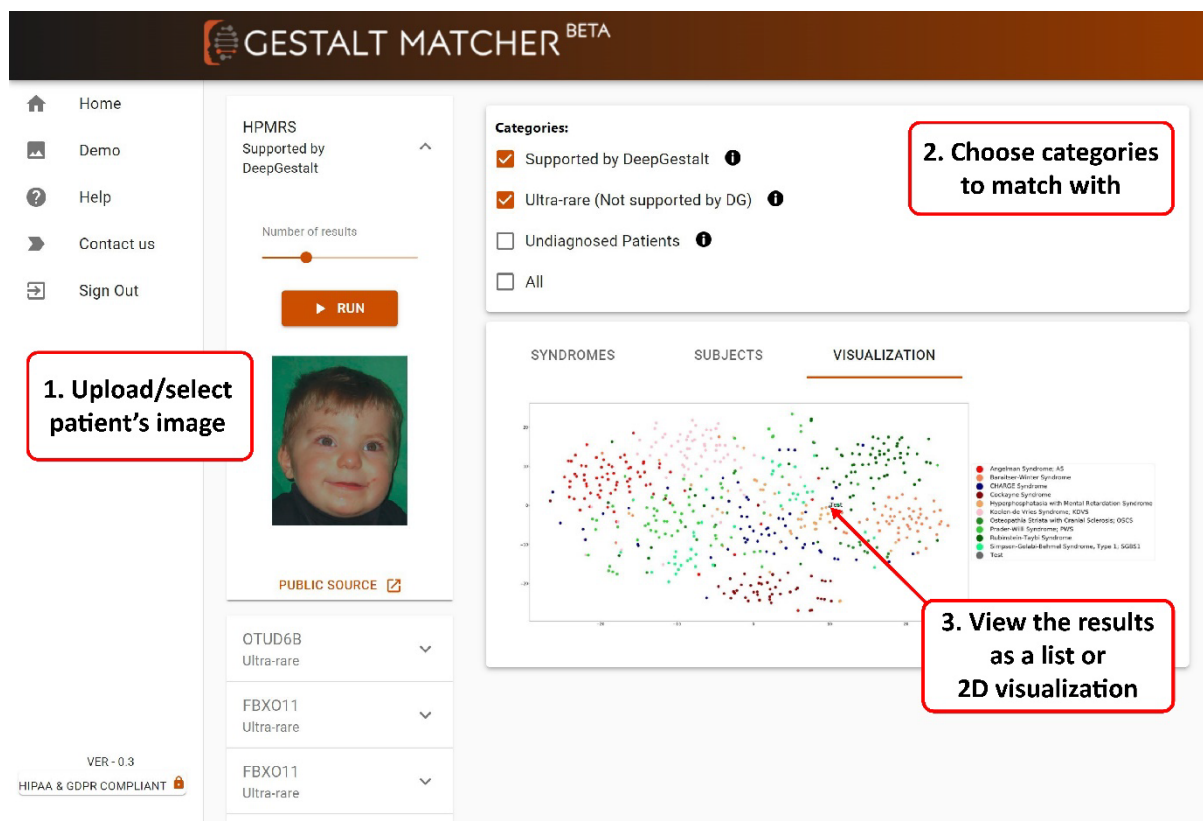 GESTALT MATCHER BETA
Home
Demo
Help
Contact us
Sign Out
1. Upload/select
patient's image
VER - 0.3
HIPAA & GDPR COMPLIANT
HPMRS
Supported by
DeepGestalt
Number of results
RUN
PUBLIC SOURCE
OTUD6B
Ultra-rare
FBXO11
Ultra-rare
FBXO11
Ultra-rare
Categories:
Supported by DeepGestalt
Ultra-rare (Not supported by DG)
Undiagnosed Patients
All
2. Choose categories
to match with
SYNDROMES SUBJECTS VISUALIZATION
Test
Angelman Syndrome; AS
Baraitser-Winter Syndrome
CHARGE Syndrome
Cockayne Syndrome
Hyperphosphatasia with Mental Retardation Syndrome
Koolen-de Vries Syndrome; KDVS
Osteopathia Striata with Cranial Sclerosis; OSCS
Prader-Willi Syndrome; PWS
Rubinstein-Taybi Syndrome
Simpson-Golabi-Behmel Syndrome, Type 1; SGBS1
Test
3. View the results
as a list or
2D visualization